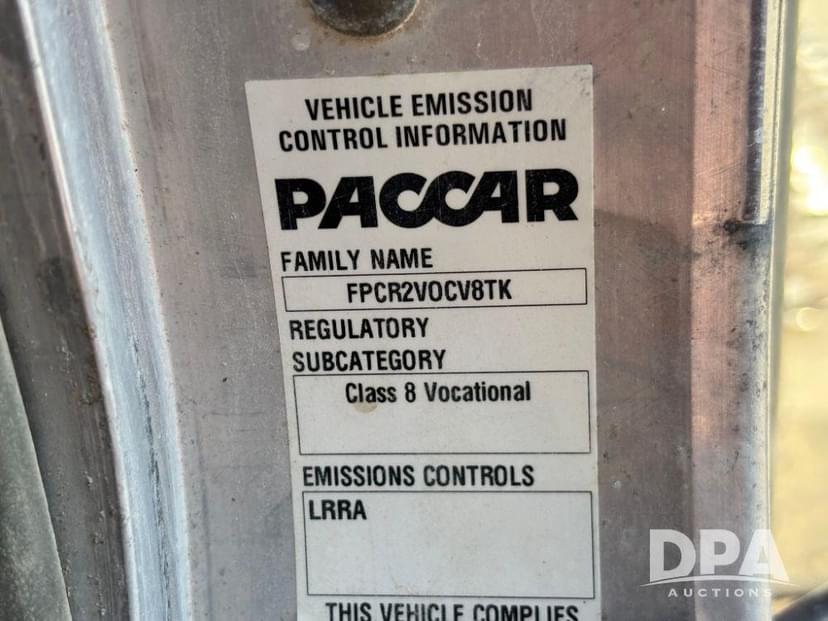 VEHICLE EMISSION
CONTROL INFORMATION
PACCAR
FAMILY NAME
FPCR2VOCV8TK
REGULATORY
SUBCATEGORY
Class 8 Vocational
EMISSIONS CONTROLS
LRRA
THIS VEHICLE COMPLIES
DPA
AUCTIONS